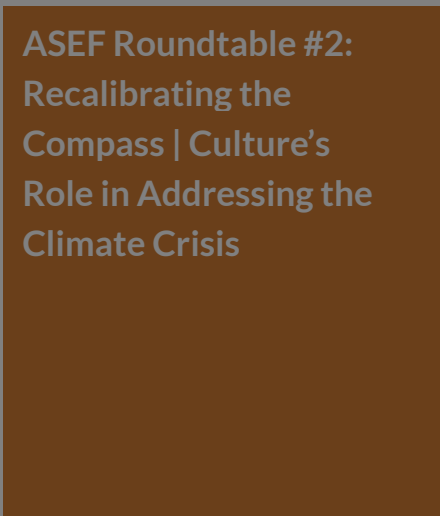 ASEF Roundtable #2:
Recalibrating the
Compass | Culture’s
Role in Addressing the
Climate Crisis